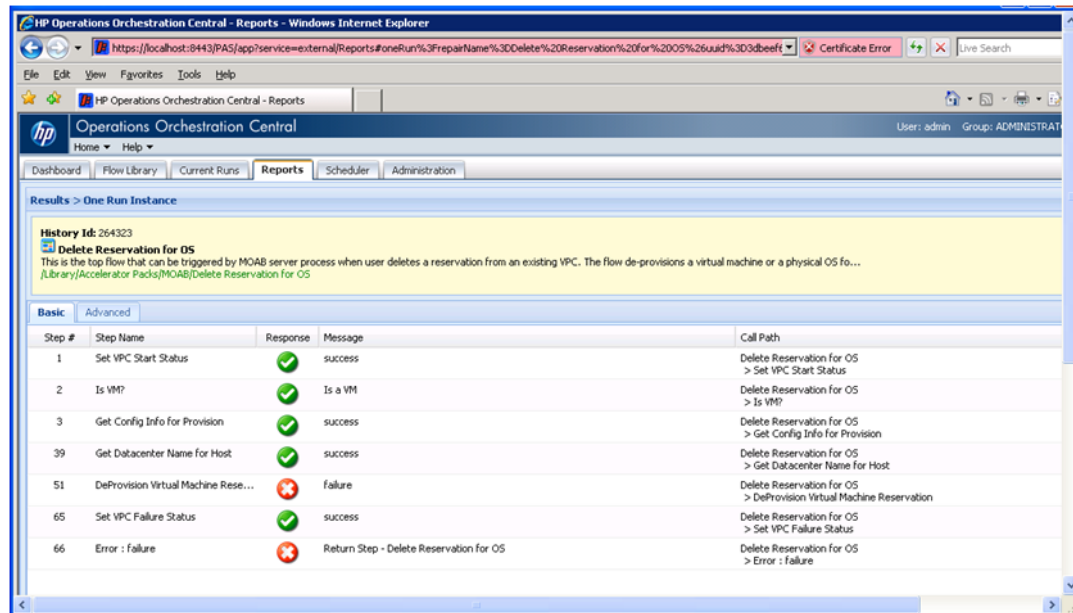 HP Operations Orchestration Central - Reports - Windows Internet Explorer
https://localhost:8443/PAS/app?service=external/Reports#oneRun%3FrepairName%3DDelete%20Reservation%20for%20OS%26uuid%3D3dbeef6 Certificate Error Live Search
File Edit View Favorites Tools Help
HP Operations Orchestration Central - Reports
hp Operations Orchestration Central User: admin Group: ADMINISTRAT
Home Help
Dashboard Flow Library Current Runs Reports Scheduler Administration
Results > One Run Instance
History Id: 264323
Delete Reservation for OS
This is the top flow that can be triggered by MOAB server process when user deletes a reservation from an existing VPC. The flow de-provisions a virtual machine or a physical OS fo...
/Library/Accelerator Packs/MOAB/Delete Reservation for OS
Basic Advanced
Step # Step Name Response Message Call Path
1 Set VPC Start Status success Delete Reservation for OS
> Set VPC Start Status
2 Is VM? Is a VM Delete Reservation for OS
> Is VM?
3 Get Config Info for Provision success Delete Reservation for OS
> Get Config Info for Provision
39 Get Datacenter Name for Host success Delete Reservation for OS
> Get Datacenter Name for Host
51 DeProvision Virtual Machine Rese... failure Delete Reservation for OS
> DeProvision Virtual Machine Reservation
65 Set VPC Failure Status success Delete Reservation for OS
> Set VPC Failure Status
66 Error : failure Return Step - Delete Reservation for OS Delete Reservation for OS
> Error : failure